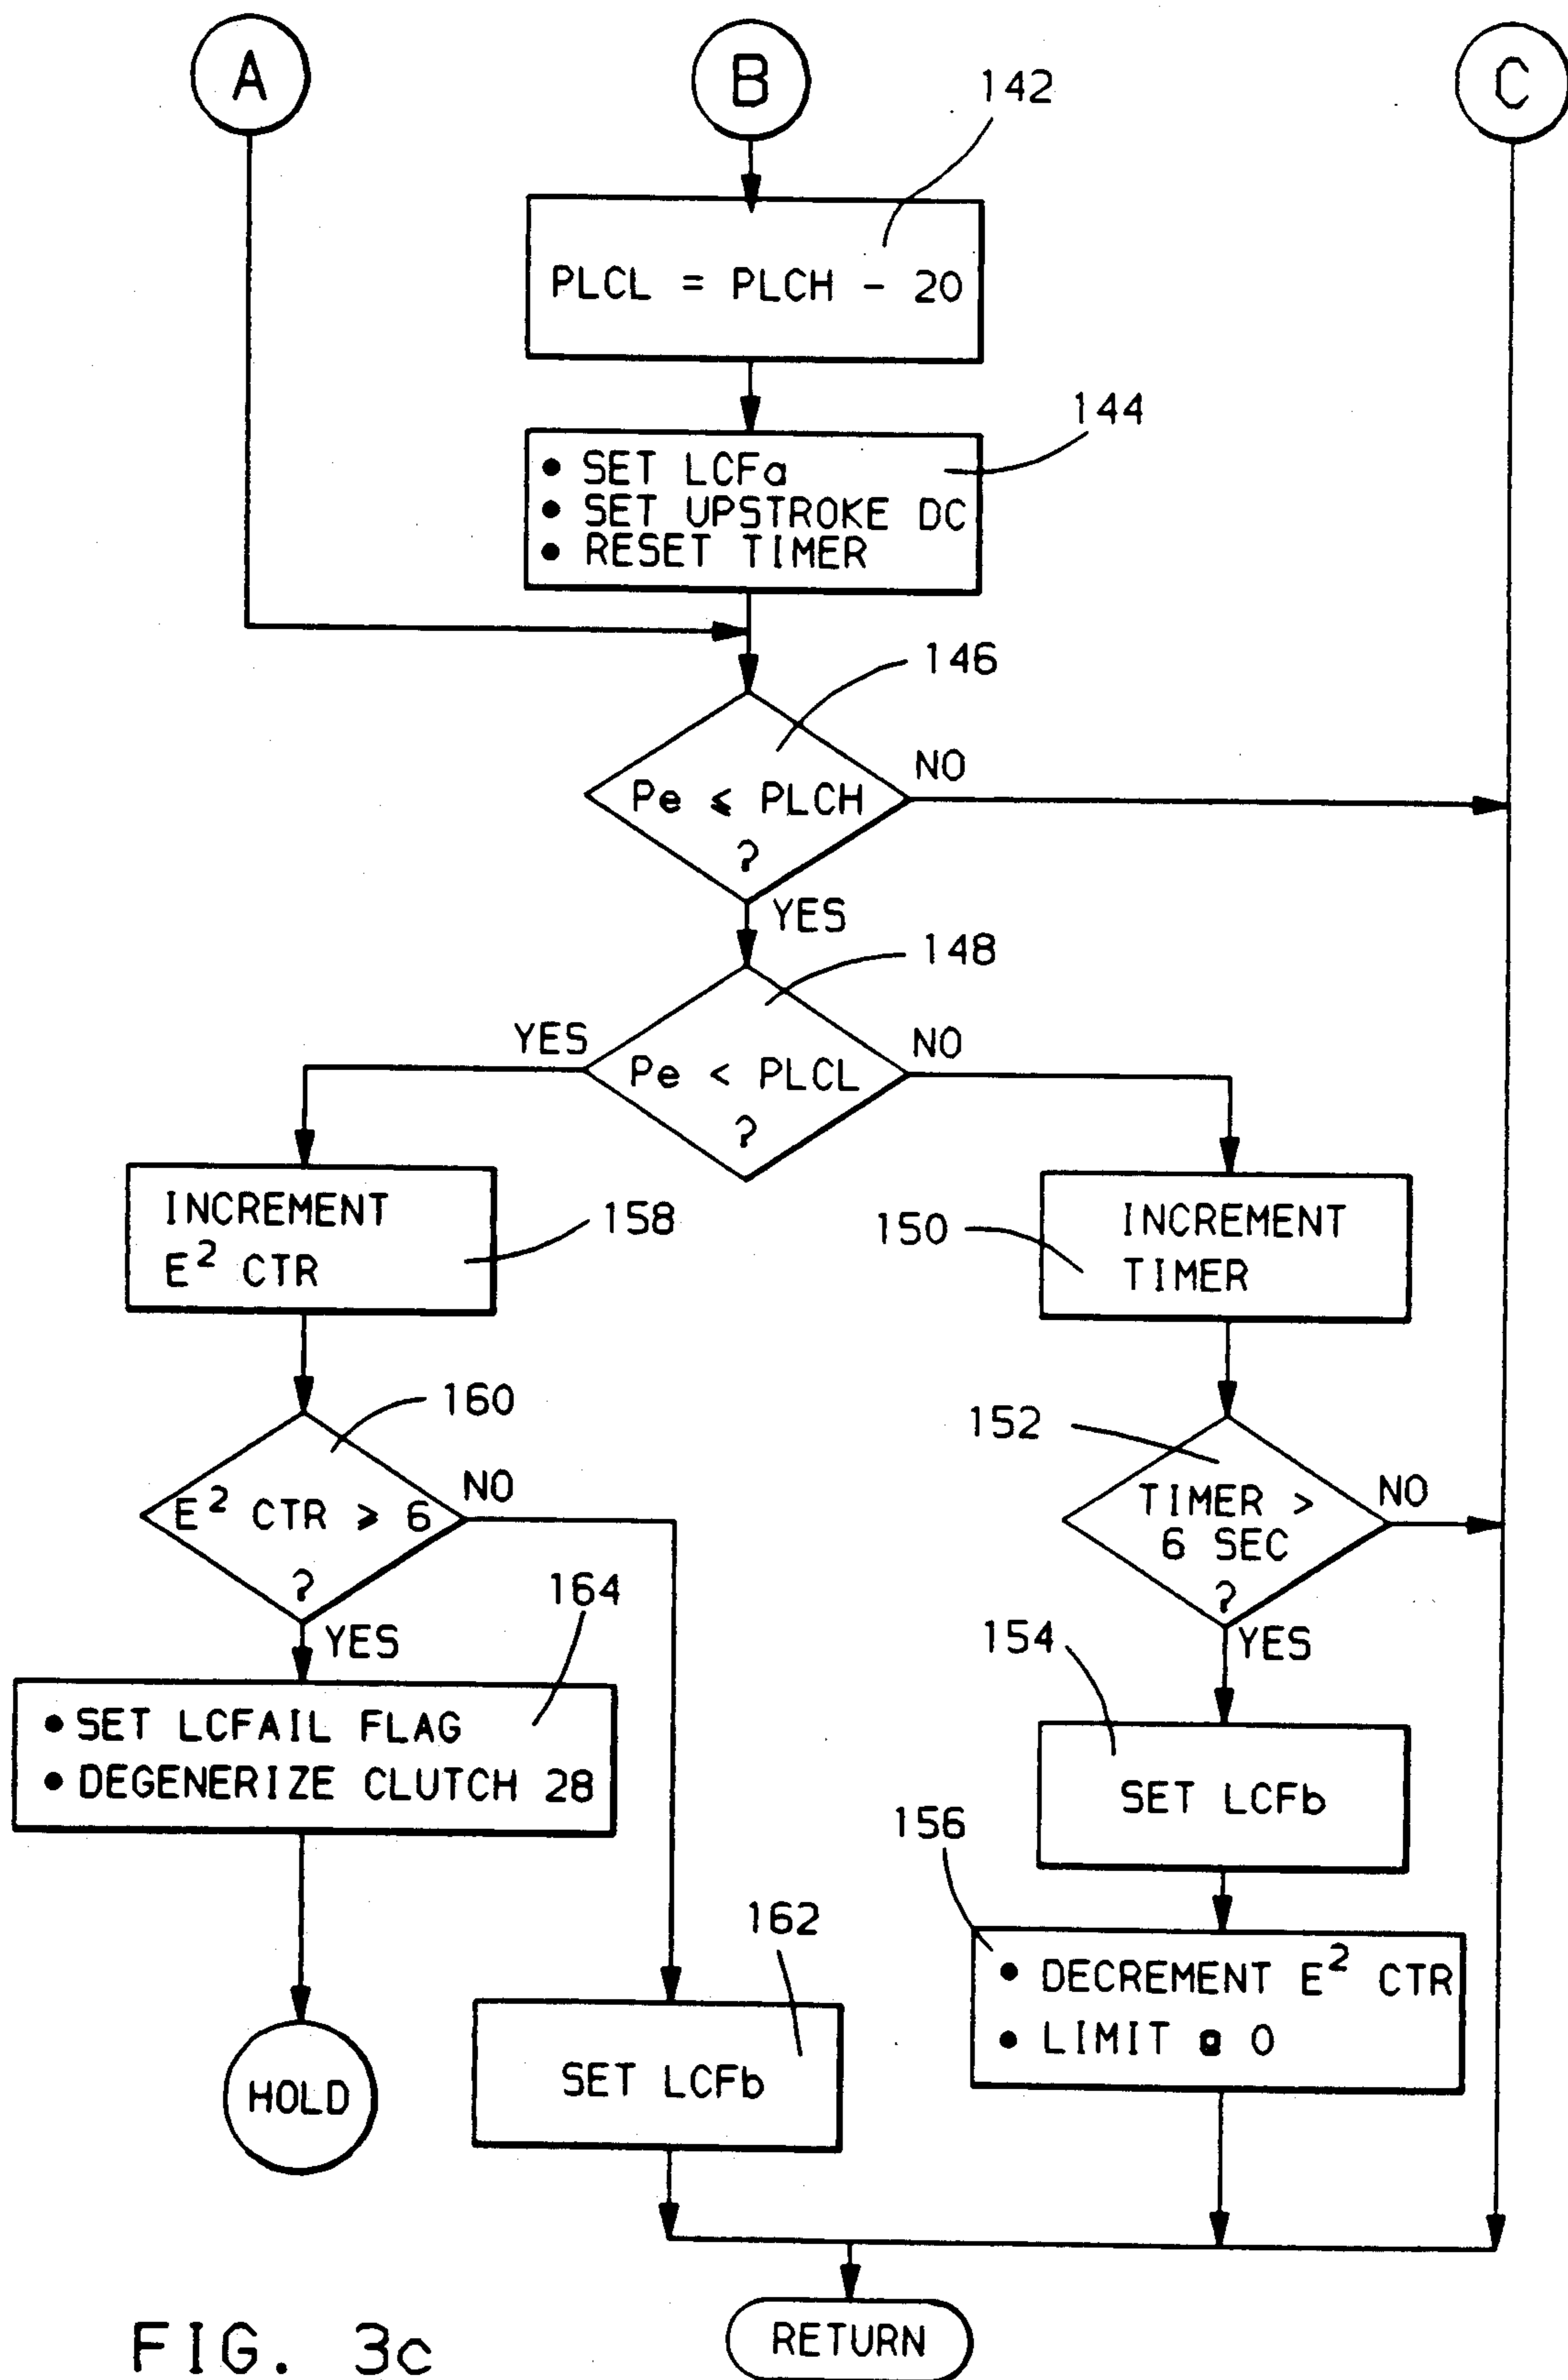 A
B
C
142
PLCL = PLCH - 20
144
• SET LCFa
• SET UPSTROKE DC
• RESET TIMER
146
Pe ⩽ PLCH
?
NO
YES
148
Pe < PLCL
?
YES
NO
INCREMENT
E² CTR
158
150
INCREMENT
TIMER
160
E² CTR ⩾ 6
?
NO
YES
152
TIMER >
6 SEC
?
NO
YES
164
• SET LCFAIL FLAG
• DEGENERIZE CLUTCH 28
154
SET LCFb
156
• DECREMENT E² CTR
• LIMIT @ 0
162
SET LCFb
HOLD
RETURN
FIG. 3c